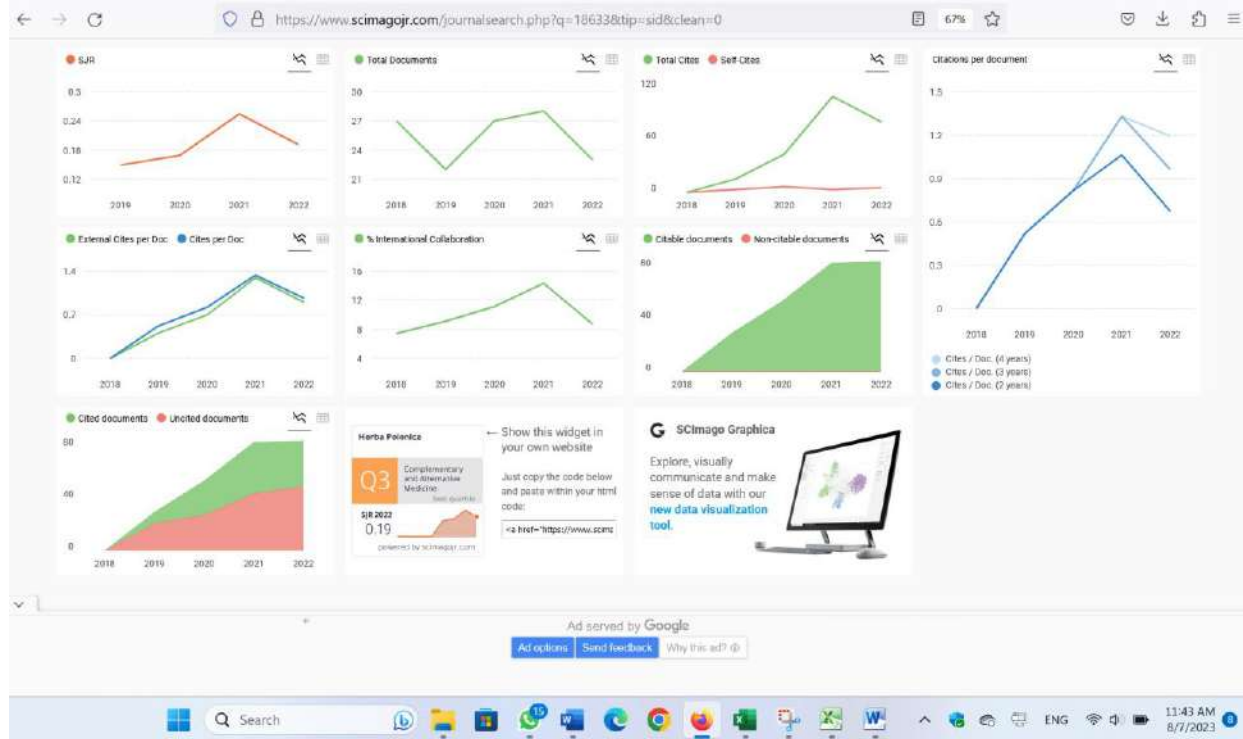 https://www.scimagojr.com/journalsearch.php?q=18633&tip=sid&clean=0
67%
SJR
0.3
0.24
0.18
0.12
2019 2020 2021 2022
Total Documents
30
27
24
21
2018 2019 2020 2021 2022
Total Cites Self-Cites
120
60
0
2018 2019 2020 2021 2022
Citations per document
1.5
1.2
0.9
0.6
0.3
0
2018 2019 2020 2021 2022
Cites / Doc. (4 years)
Cites / Doc. (3 years)
Cites / Doc. (2 years)
External Cites per Doc Cites per Doc
1.4
0.7
0
2018 2019 2020 2021 2022
% International Collaboration
16
12
8
4
2018 2019 2020 2021 2022
Citable documents Non-citable documents
80
40
0
2018 2019 2020 2021 2022
Cited documents Uncited documents
80
40
0
2018 2019 2020 2021 2022
Herba Polonica
Q3
Complementary
and Alternative
Medicine
best quartile
SJR 2022
0.19
powered by scimagojr.com
← Show this widget in
your own website
Just copy the code below
and paste within your html
code:
<a href="https://www.scima
G SCImago Graphica
Explore, visually
communicate and make
sense of data with our
new data visualization
tool.
Ad served by Google
Ad options Send feedback Why this ad?
Search
15
ENG
11:43 AM
8/7/2023
8